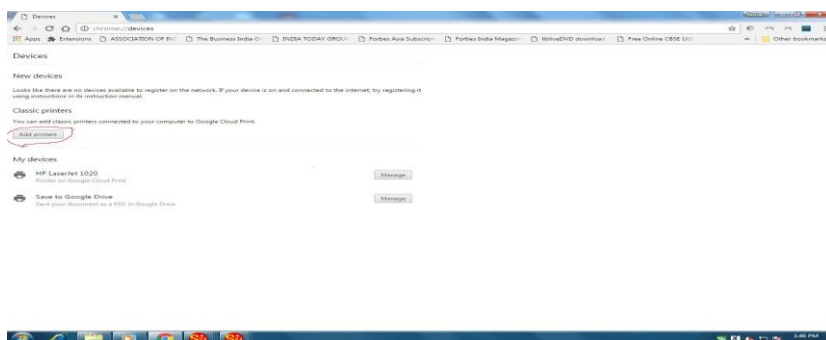 Devices
chrome://devices
Apps Extensions ASSOCIATION OF IN The Business India G INDIA TODAY GROU Forbes Asia Subscrip Forbes India Magazi downloac Free Online CBSE Other bookmarks
Devices
New devices
Looks like there are no devices available to register on the network. If your device is on and connected to the internet, try registering it
using instructions in its instruction manual.
Classic printers
You can add classic printers connected to your computer to Google Cloud Print.
Add printers
My devices
HP LaserJet 1020 Manage
Printer on Google Cloud Print
Save to Google Drive Manage
Save your document as a PDF in Google Drive
5:46 PM